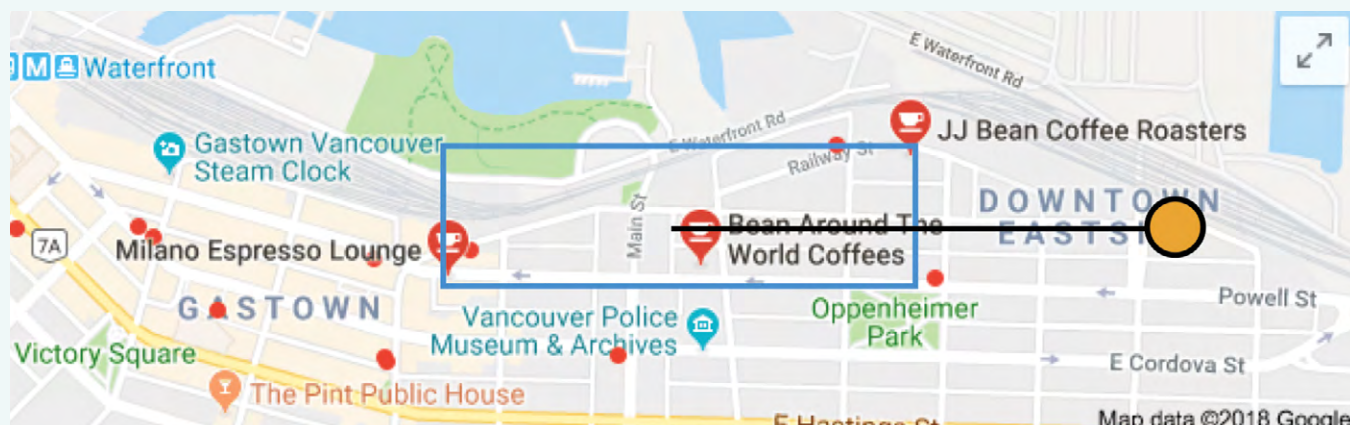 E Waterfront Rd
M Waterfront
Gastown Vancouver
Steam Clock
JJ Bean Coffee Roasters
E Waterfront Rd
Railway St
DOWNTOWN
EASTSI
Main St
Bean Around The
World Coffees
7A
Milano Espresso Lounge
GASTOWN
Powell St
Oppenheimer
Park
Vancouver Police
Museum & Archives
Victory Square
E Cordova St
The Pint Public House
E Hastings St
Map data ©2018 Google